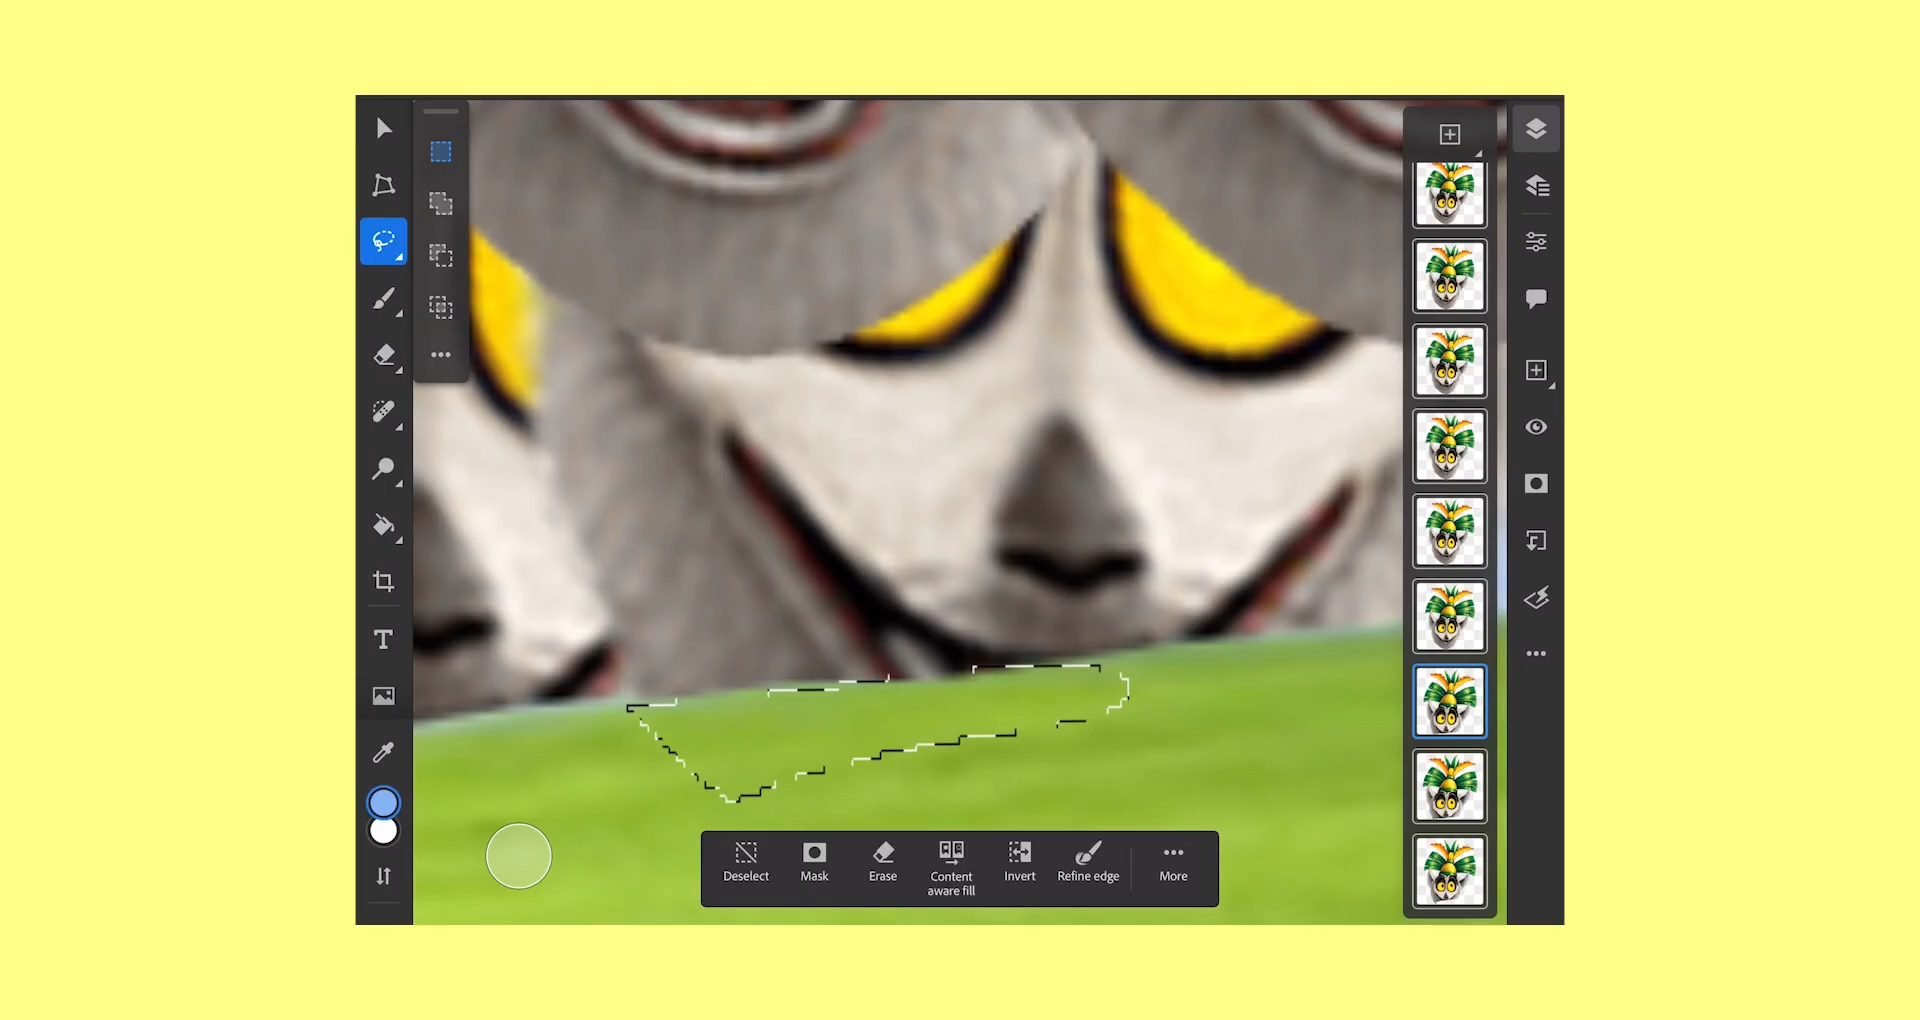 T
Deselect
Mask
Erase
Content
aware fill
Invert
Refine edge
More